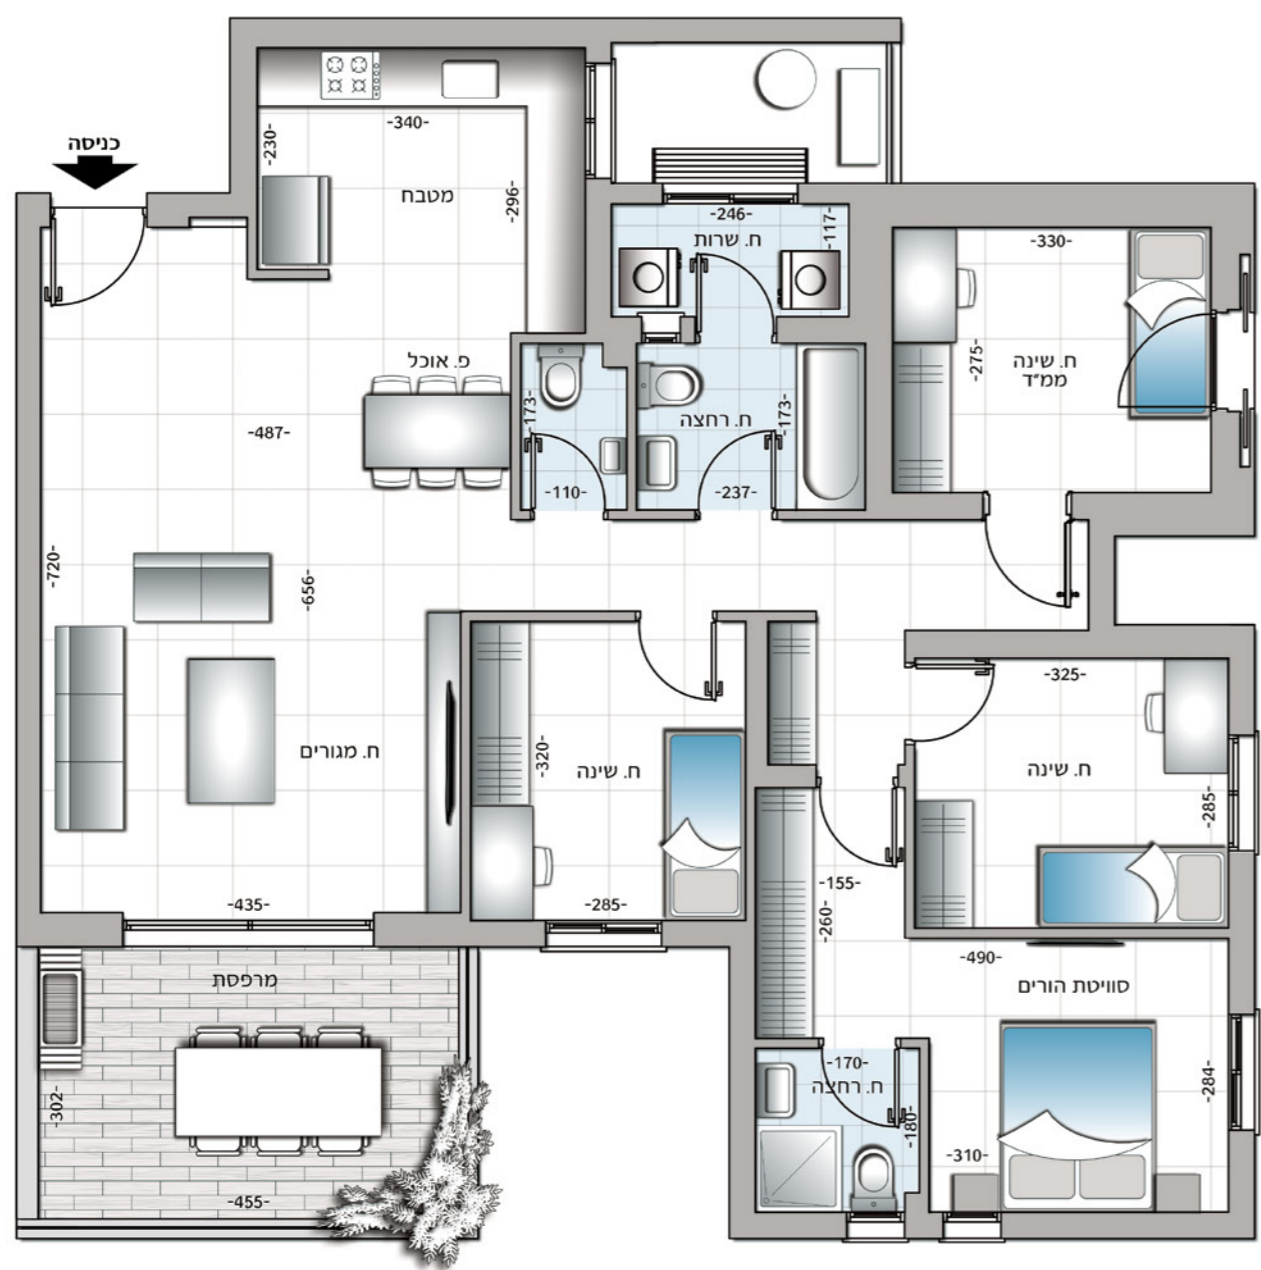 כניסה
-340-
-230-
מטבח
-296-
-246-
ח. שרות
-117-
-330-
-275-
ח. שינה
ממ״ד
פ. אוכל
-487-
-173-
-110-
ח. רחצה
-173-
-237-
-720-
-656-
ח. מגורים
-435-
-320-
ח. שינה
-285-
-325-
ח. שינה
-285-
-155-
-260-
-490-
סוויטת הורים
-284-
-310-
-170-
ח. רחצה
-180-
מרפסת
-302-
-455-